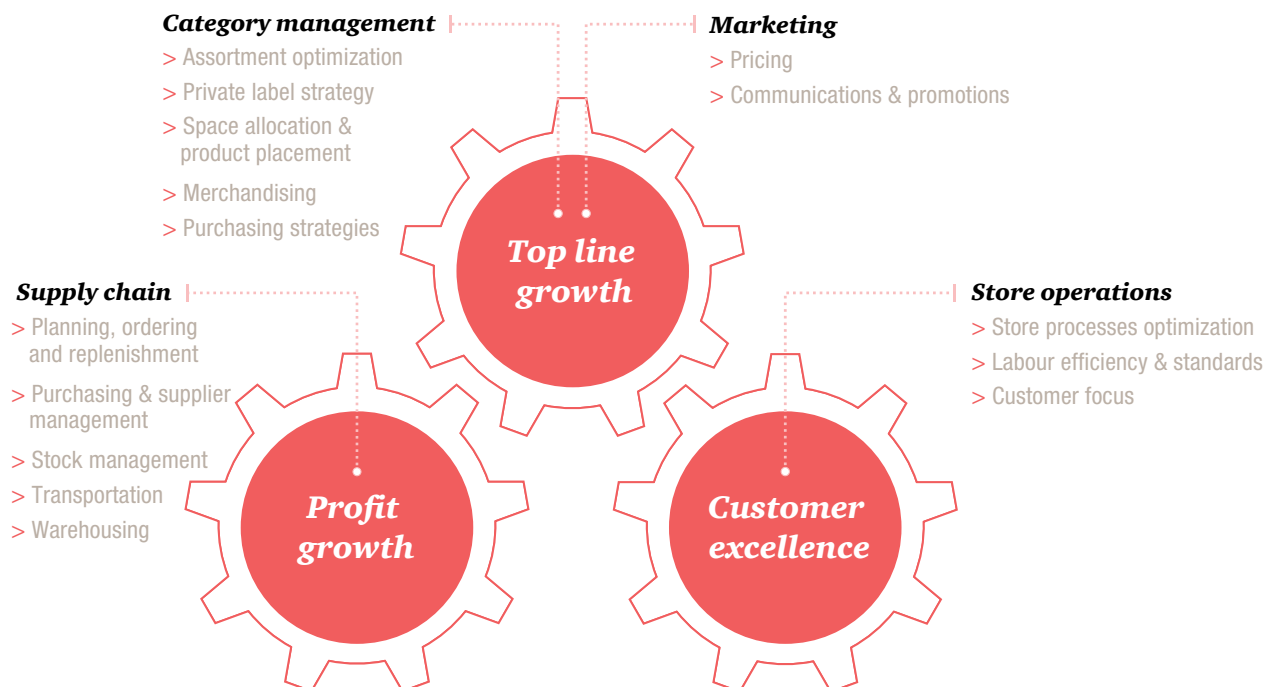 Category management
> Assortment optimization
> Private label strategy
> Space allocation &
product placement
> Merchandising
> Purchasing strategies
Marketing
> Pricing
> Communications & promotions
Top line
growth
Supply chain
> Planning, ordering
and replenishment
> Purchasing & supplier
management
> Stock management
> Transportation
> Warehousing
Profit
growth
Store operations
> Store processes optimization
> Labour efficiency & standards
> Customer focus
Customer
excellence